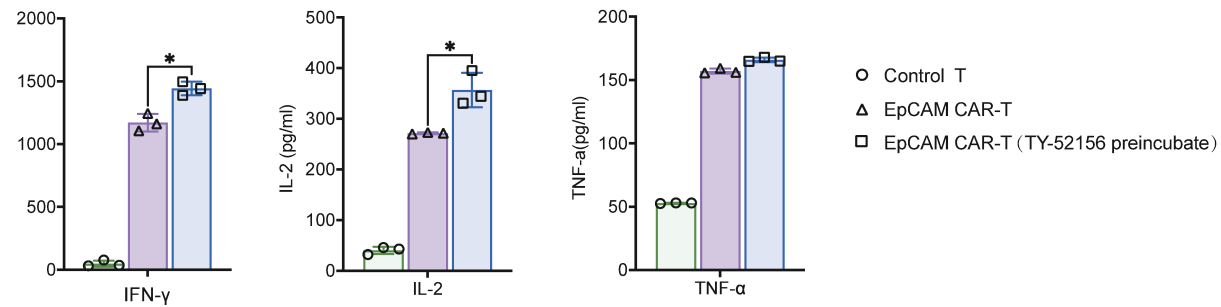 2000
1500
1000
500
0
*
IFN-γ
IL-2 (pg/ml)
500
400
300
200
100
0
*
IL-2
TNF-a(pg/ml)
200
150
100
50
0
TNF-α
Control T
EpCAM CAR-T
EpCAM CAR-T（TY-52156 preincubate）